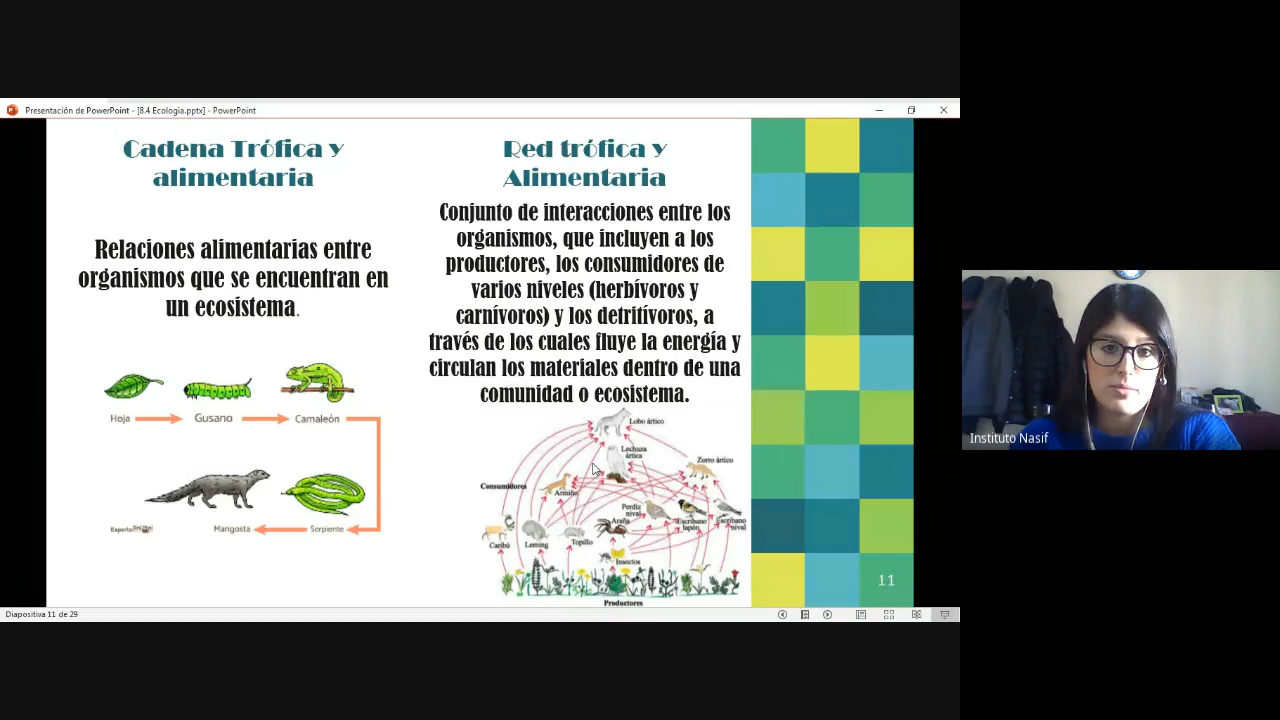 Presentación de PowerPoint - [8.4 Ecologia.pptx] - PowerPoint
Cadena Trófica y
alimentaria
Relaciones alimentarias entre
organismos que se encuentran en
un ecosistema.
Hoja
Gusano
Camaleón
Mangosta
Serpiente
Red trófica y
Alimentaria
Conjunto de interacciones entre los
organismos, que incluyen a los
productores, los consumidores de
varios niveles (herbívoros y
carnívoros) y los detritívoros, a
través de los cuales fluye la energía y
circulan los materiales dentro de una
comunidad o ecosistema.
Lobo ártico
Lechuza
ártica
Zorro ártico
Consumidores
Armiño
Perdiz
nival
Araña
Escribano
lapón
Escribano
nival
Caribú
Leming
Topillo
Insectos
Productores
11
Diapositiva 11 de 29
Instituto Nasif